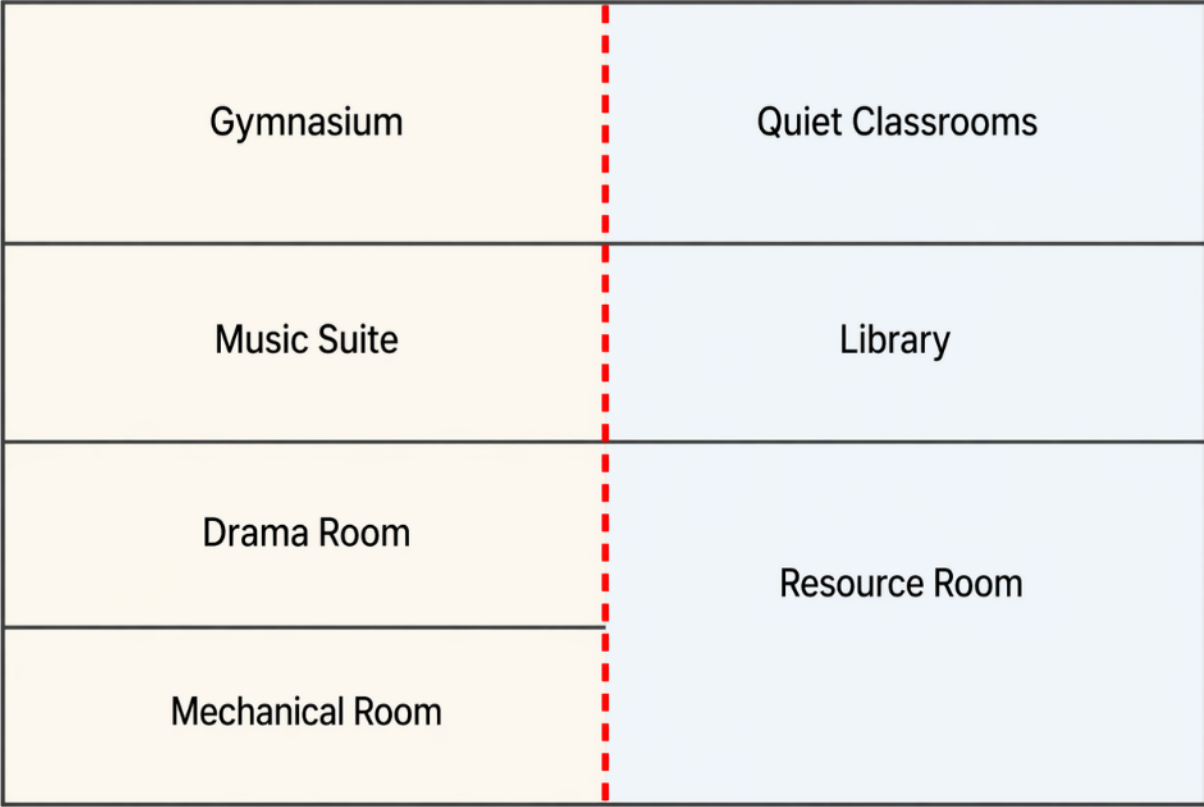 Gymnasium
Quiet Classrooms
Music Suite
Library
Drama Room
Resource Room
Mechanical Room